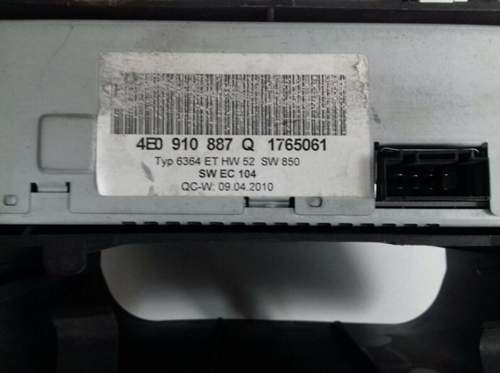 4E0 910 887 Q 1765061
Typ 6364 ET HW 52 SW 850
SW EC 104
QC-W: 09.04.2010